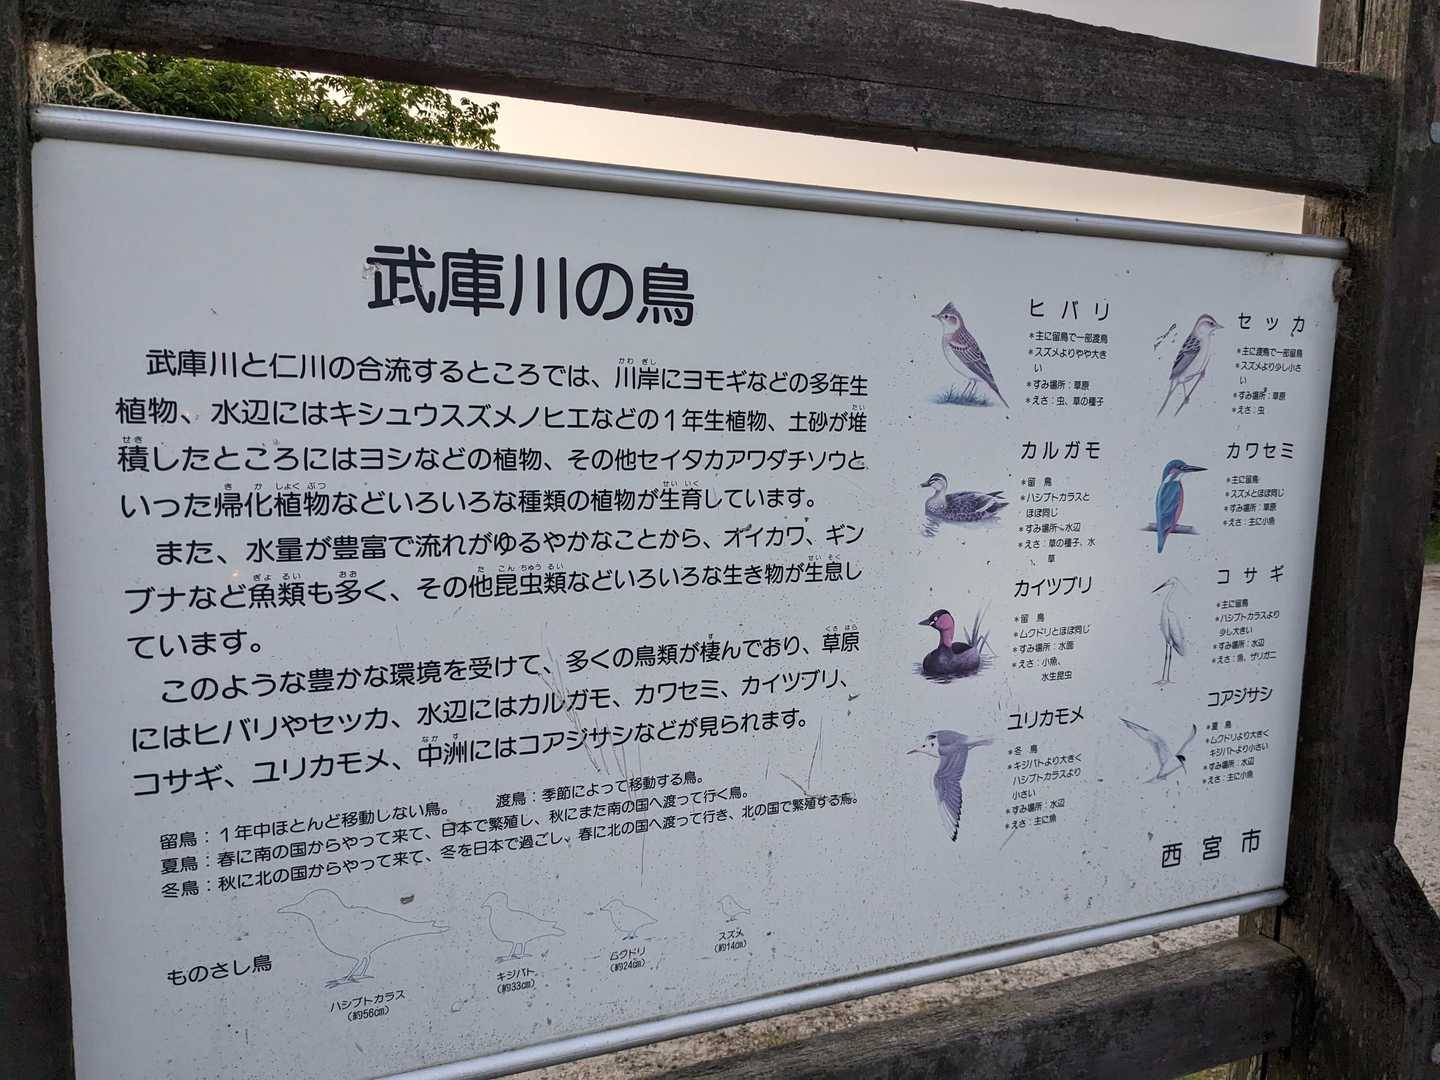 武庫川の鳥
武庫川と仁川の合流するところでは、川岸にヨモギなどの多年生
植物、水辺にはキシュウスズメノヒエなどの1年生植物、土砂が堆
積したところにはヨシなどの植物、その他セイタカアワダチソウと
いった帰化植物などいろいろな種類の植物が生育しています。
また、水量が豊富で流れがゆるやかなことから、オイカワ、ギン
ブナなど魚類も多く、その他昆虫類などいろいろな生き物が生息し
ています。
このような豊かな環境を受けて、多くの鳥類が棲んでおり、草原
にはヒバリやセッカ、水辺にはカルガモ、カワセミ、カイツブリ、
コサギ、ユリカモメ、中洲にはコアジサシなどが見られます。
留鳥：1年中ほとんど移動しない鳥。 渡鳥：季節によって移動する鳥。
夏鳥：春に南の国からやって来て、日本で繁殖し、秋にまた南の国へ渡って行く鳥。
冬鳥：秋に北の国からやって来て、冬を日本で過ごし、春に北の国へ渡って行き、北の国で繁殖する鳥。
ものさし鳥
ハシブトカラス
(約56㎝)
キジバト
(約33㎝)
ムクドリ
(約24㎝)
スズメ
(約14㎝)
ヒバリ
*主に留鳥で一部渡鳥
*スズメよりやや大き
い
*すみ場所：草原
*えさ：虫、草の種子
セッカ
*主に渡鳥で一部留鳥
*スズメより少し小さ
い
*すみ場所：草原
*えさ：虫
カルガモ
*留鳥
*ハシブトカラスと
ほぼ同じ
*すみ場所：水辺
*えさ：草の種子、水
草
カワセミ
*主に留鳥
*スズメとほぼ同じ
*すみ場所：草原
*えさ：主に小魚
カイツブリ
*留鳥
*ムクドリとほぼ同じ
*すみ場所：水面
*えさ：小魚、
水生昆虫
コサギ
*主に留鳥
*ハシブトカラスより
少し大きい
*すみ場所：水辺
*えさ：魚、ザリガニ
ユリカモメ
*冬鳥
*キジバトより大きく
ハシブトカラスより
小さい
*すみ場所：水辺
*えさ：主に魚
コアジサシ
*夏鳥
*ムクドリより大きく
キジバトより小さい
*すみ場所：水辺
*えさ：主に小魚
西宮市